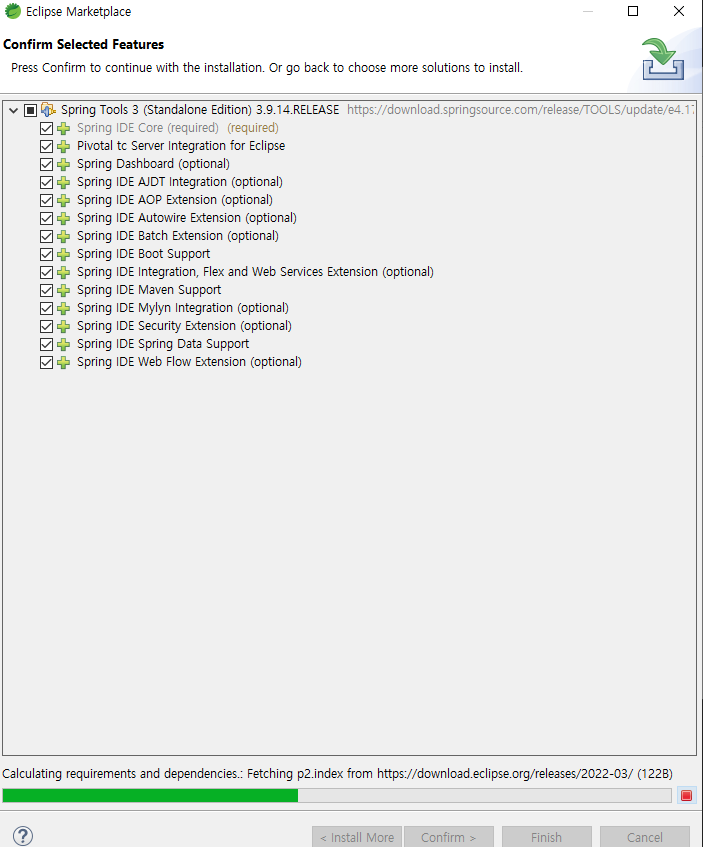 Eclipse Marketplace
Confirm Selected Features
Press Confirm to continue with the installation. Or go back to choose more solutions to install.
Spring Tools 3 (Standalone Edition) 3.9.14.RELEASE https://download.springsource.com/release/TOOLS/update/e4.17
Spring IDE Core (required) (required)
Pivotal tc Server Integration for Eclipse
Spring Dashboard (optional)
Spring IDE AJDT Integration (optional)
Spring IDE AOP Extension (optional)
Spring IDE Autowire Extension (optional)
Spring IDE Batch Extension (optional)
Spring IDE Boot Support
Spring IDE Integration, Flex and Web Services Extension (optional)
Spring IDE Maven Support
Spring IDE Mylyn Integration (optional)
Spring IDE Security Extension (optional)
Spring IDE Spring Data Support
Spring IDE Web Flow Extension (optional)
Calculating requirements and dependencies.: Fetching p2.index from https://download.eclipse.org/releases/2022-03/ (122B)
? < Install More Confirm > Finish Cancel